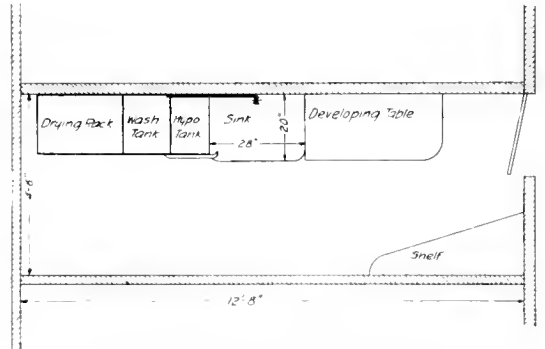 Drying Rack
Wash
Tank
Hypo
Tank
Sink
28"
20"
Developing Table
Shelf
12'-8"